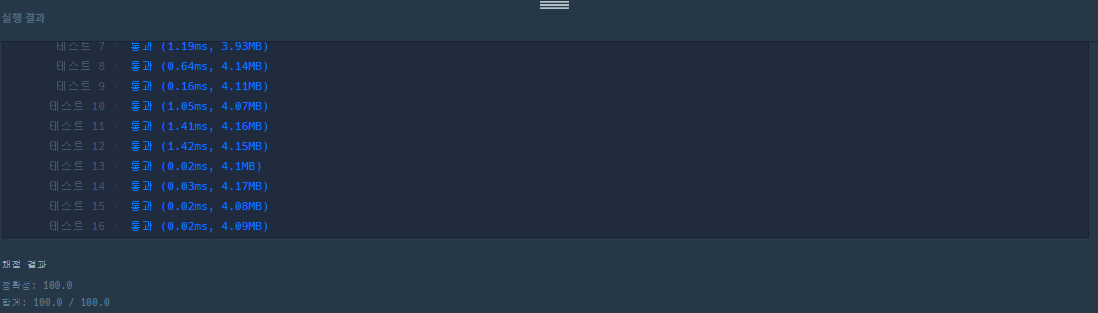 실행 결과
테스트 7 〉 통과 (1.19ms, 3.93MB)
테스트 8 〉 통과 (0.64ms, 4.14MB)
테스트 9 〉 통과 (0.16ms, 4.11MB)
테스트 10 〉 통과 (1.05ms, 4.07MB)
테스트 11 〉 통과 (1.41ms, 4.16MB)
테스트 12 〉 통과 (1.42ms, 4.15MB)
테스트 13 〉 통과 (0.02ms, 4.1MB)
테스트 14 〉 통과 (0.03ms, 4.17MB)
테스트 15 〉 통과 (0.02ms, 4.08MB)
테스트 16 〉 통과 (0.02ms, 4.09MB)
채점 결과
정확성: 100.0
합계: 100.0 / 100.0